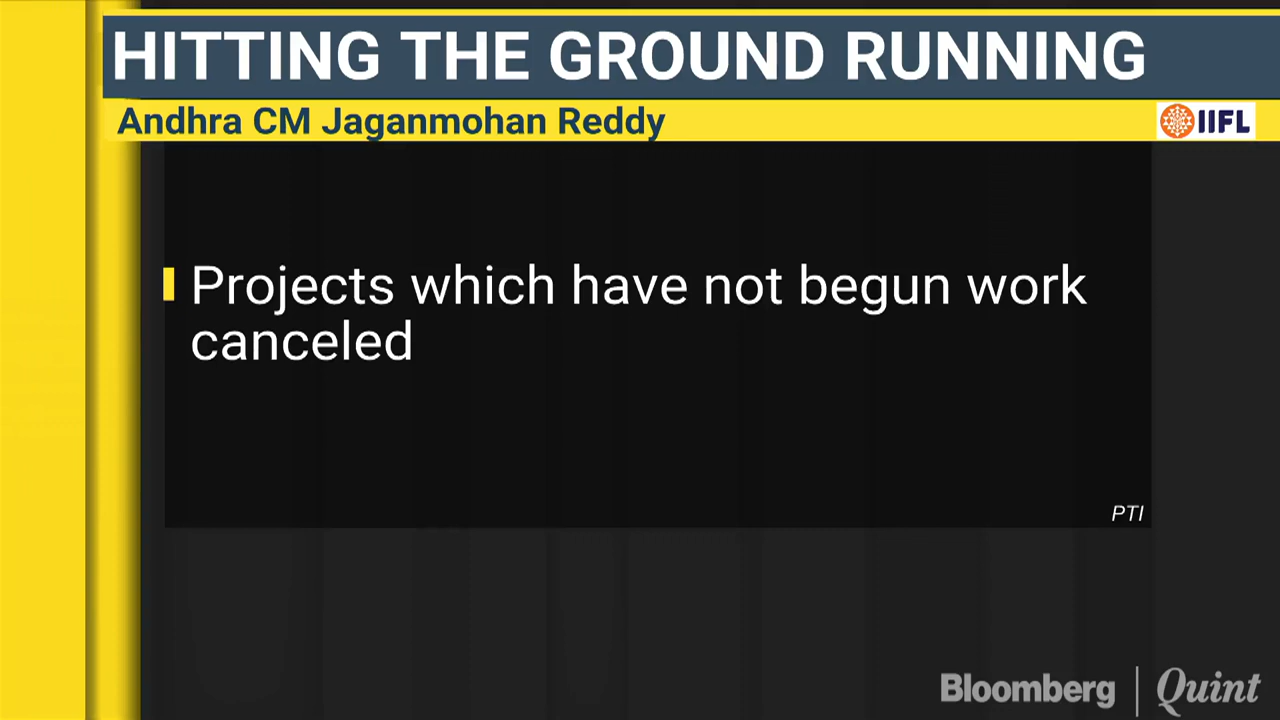 HITTING THE GROUND RUNNING
Andhra CM Jaganmohan Reddy
IIFL
Projects which have not begun work
canceled
PTI
Bloomberg | Quint